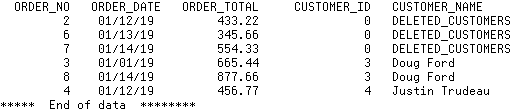 ORDER_NO ORDER_DATE ORDER_TOTAL CUSTOMER_ID CUSTOMER_NAME
2 01/12/19 433.22 0 DELETED_CUSTOMERS
6 01/13/19 345.66 0 DELETED_CUSTOMERS
7 01/14/19 554.33 0 DELETED_CUSTOMERS
3 01/01/19 665.44 3 Doug Ford
8 01/14/19 877.66 3 Doug Ford
4 01/12/19 456.77 4 Justin Trudeau
***** End of data ********